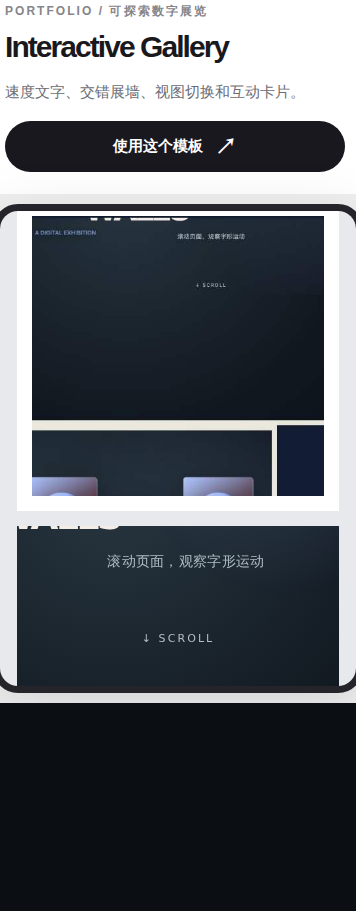 PORTFOLIO / 可探索数字展览
Interactive Gallery
速度文字、交错展墙、视图切换和互动卡片。
使用这个模板 ↗
A DIGITAL EXHIBITION
滚动页面，观察字形运动
↓ SCROLL
滚动页面，观察字形运动
↓ SCROLL